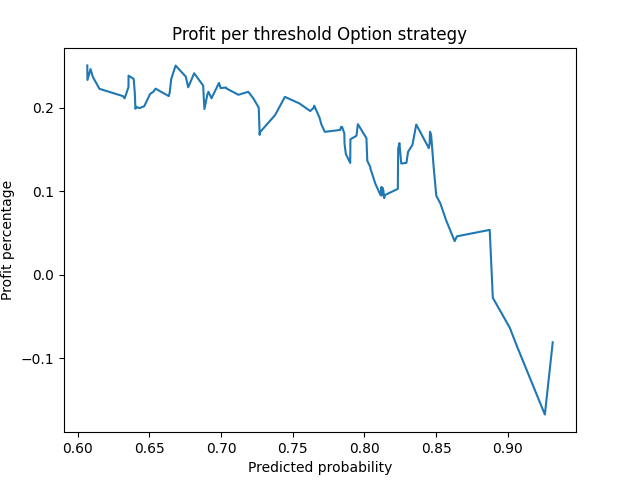 Profit per threshold Option strategy
Profit percentage
0.2
0.1
0.0
−0.1
0.60 0.65 0.70 0.75 0.80 0.85 0.90
Predicted probability